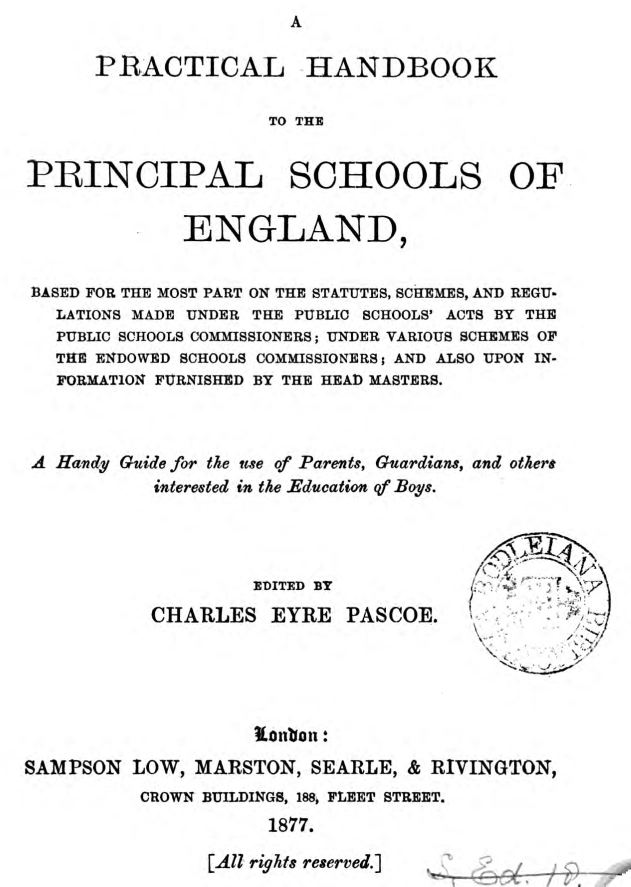 A
PRACTICAL HANDBOOK
TO THE
PRINCIPAL SCHOOLS OF
ENGLAND,
BASED FOR THE MOST PART ON THE STATUTES, SCHEMES, AND REGU-
LATIONS MADE UNDER THE PUBLIC SCHOOLS' ACTS BY THE
PUBLIC SCHOOLS COMMISSIONERS; UNDER VARIOUS SCHEMES OF
THE ENDOWED SCHOOLS COMMISSIONERS; AND ALSO UPON IN-
FORMATION FURNISHED BY THE HEAD MASTERS.
A Handy Guide for the use of Parents, Guardians, and others
interested in the Education of Boys.
BODLEIANA
EDITED BY
CHARLES EYRE PASCOE.
London:
SAMPSON LOW, MARSTON, SEARLE, & RIVINGTON,
CROWN BUILDINGS, 188, FLEET STREET.
1877.
[All rights reserved.]
S. Ed. 18.